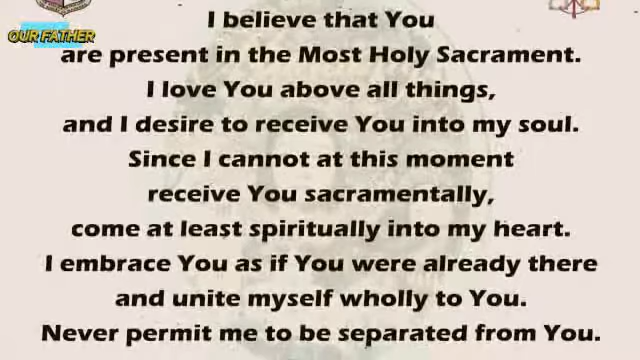 I believe that You
OUR FATHER
are present in the Most Holy Sacrament.
I love You above all things,
and I desire to receive You into my soul.
Since I cannot at this moment
receive You sacramentally,
come at least spiritually into my heart.
I embrace You as if You were already there
and unite myself wholly to You.
Never permit me to be separated from You.